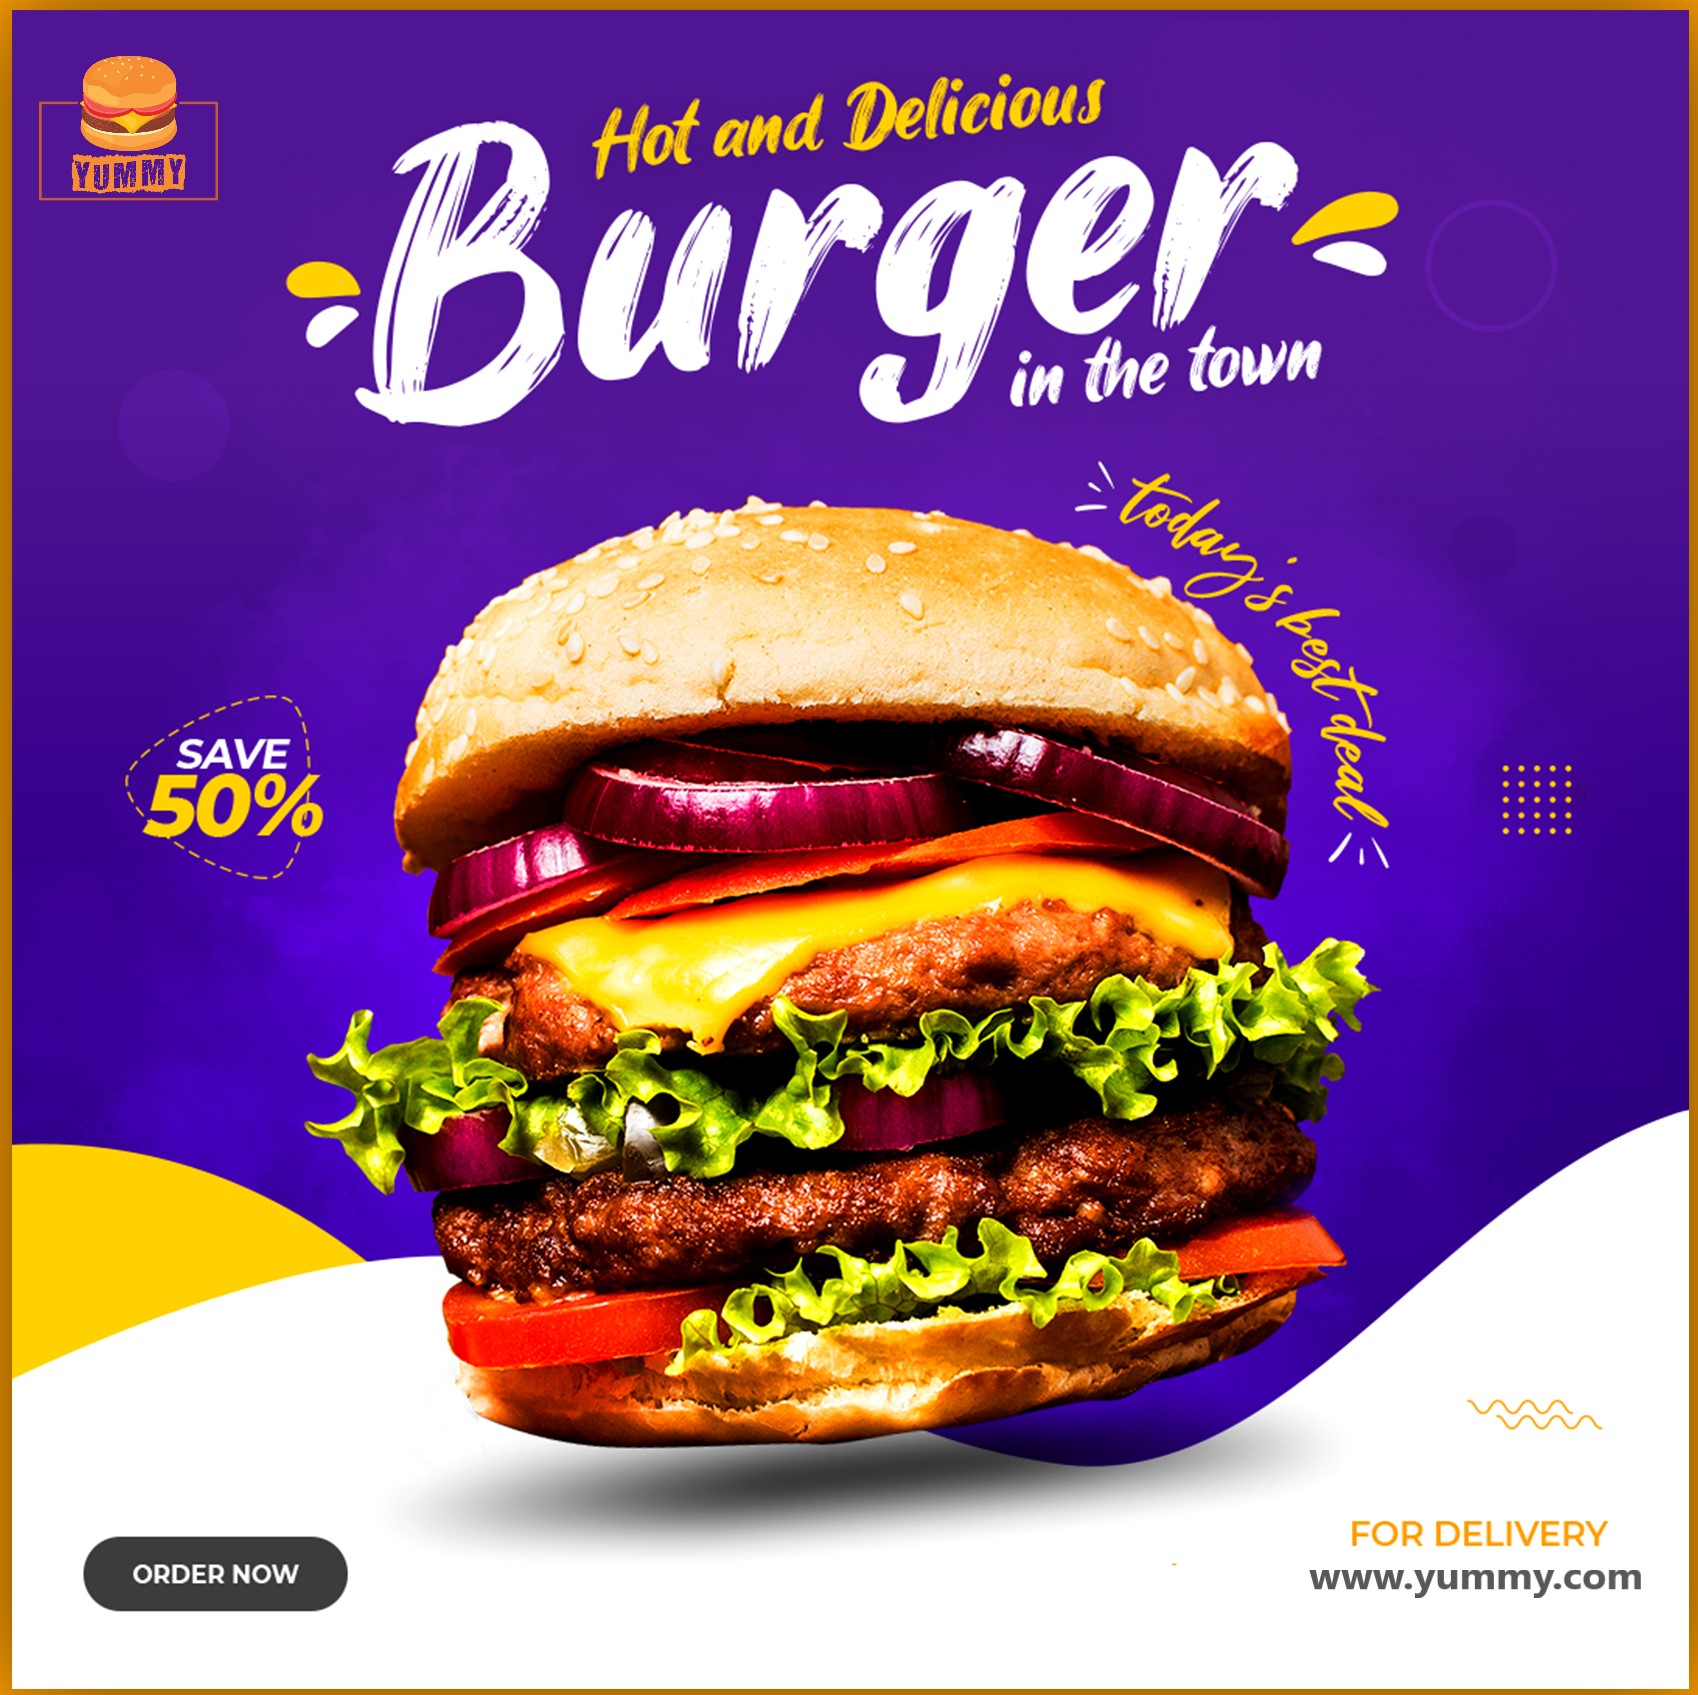 YUMMY
Hot and Delicious
Burger
in the town
today's best deal
SAVE
50%
ORDER NOW
FOR DELIVERY
www.yummy.com